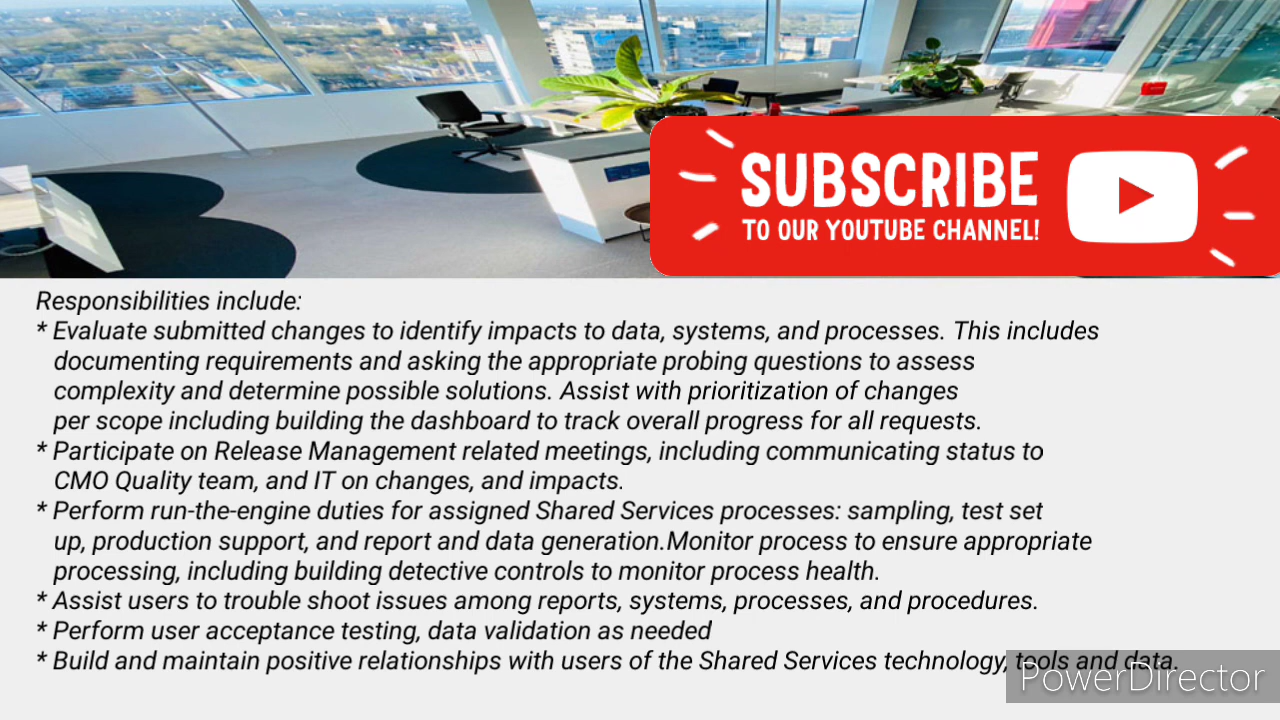 SUBSCRIBE
TO OUR YOUTUBE CHANNEL!
Responsibilities include:
* Evaluate submitted changes to identify impacts to data, systems, and processes. This includes
documenting requirements and asking the appropriate probing questions to assess
complexity and determine possible solutions. Assist with prioritization of changes
per scope including building the dashboard to track overall progress for all requests.
* Participate on Release Management related meetings, including communicating status to
CMO Quality team, and IT on changes, and impacts.
* Perform run-the-engine duties for assigned Shared Services processes: sampling, test set
up, production support, and report and data generation.Monitor process to ensure appropriate
processing, including building detective controls to monitor process health.
* Assist users to trouble shoot issues among reports, systems, processes, and procedures.
* Perform user acceptance testing, data validation as needed
* Build and maintain positive relationships with users of the Shared Services technology, tools and data.
PowerDirector